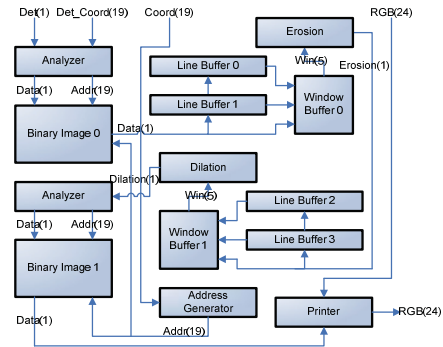 Det(1) Det_Coord(19) Coord(19) RGB(24)
Erosion
Analyzer
Line Buffer 0
Win(5)
Erosion(1)
Data(1) Addr(19)
Line Buffer 1
Window
Buffer 0
Binary Image 0
Data(1)
Dilation
Dilation(1)
Analyzer
Win(5)
Line Buffer 2
Data(1) Addr(19)
Window
Buffer 1
Line Buffer 3
Binary Image 1
Address
Generator
Printer
RGB(24)
Data(1)
Addr(19)